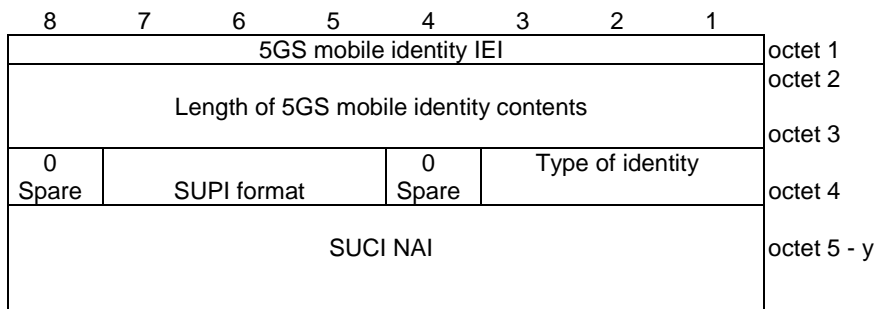 8 7 6 5 4 3 2 1
5GS mobile identity IEI octet 1
octet 2
Length of 5GS mobile identity contents
octet 3
0 0 Type of identity
Spare SUPI format Spare octet 4
SUCI NAI octet 5 - y